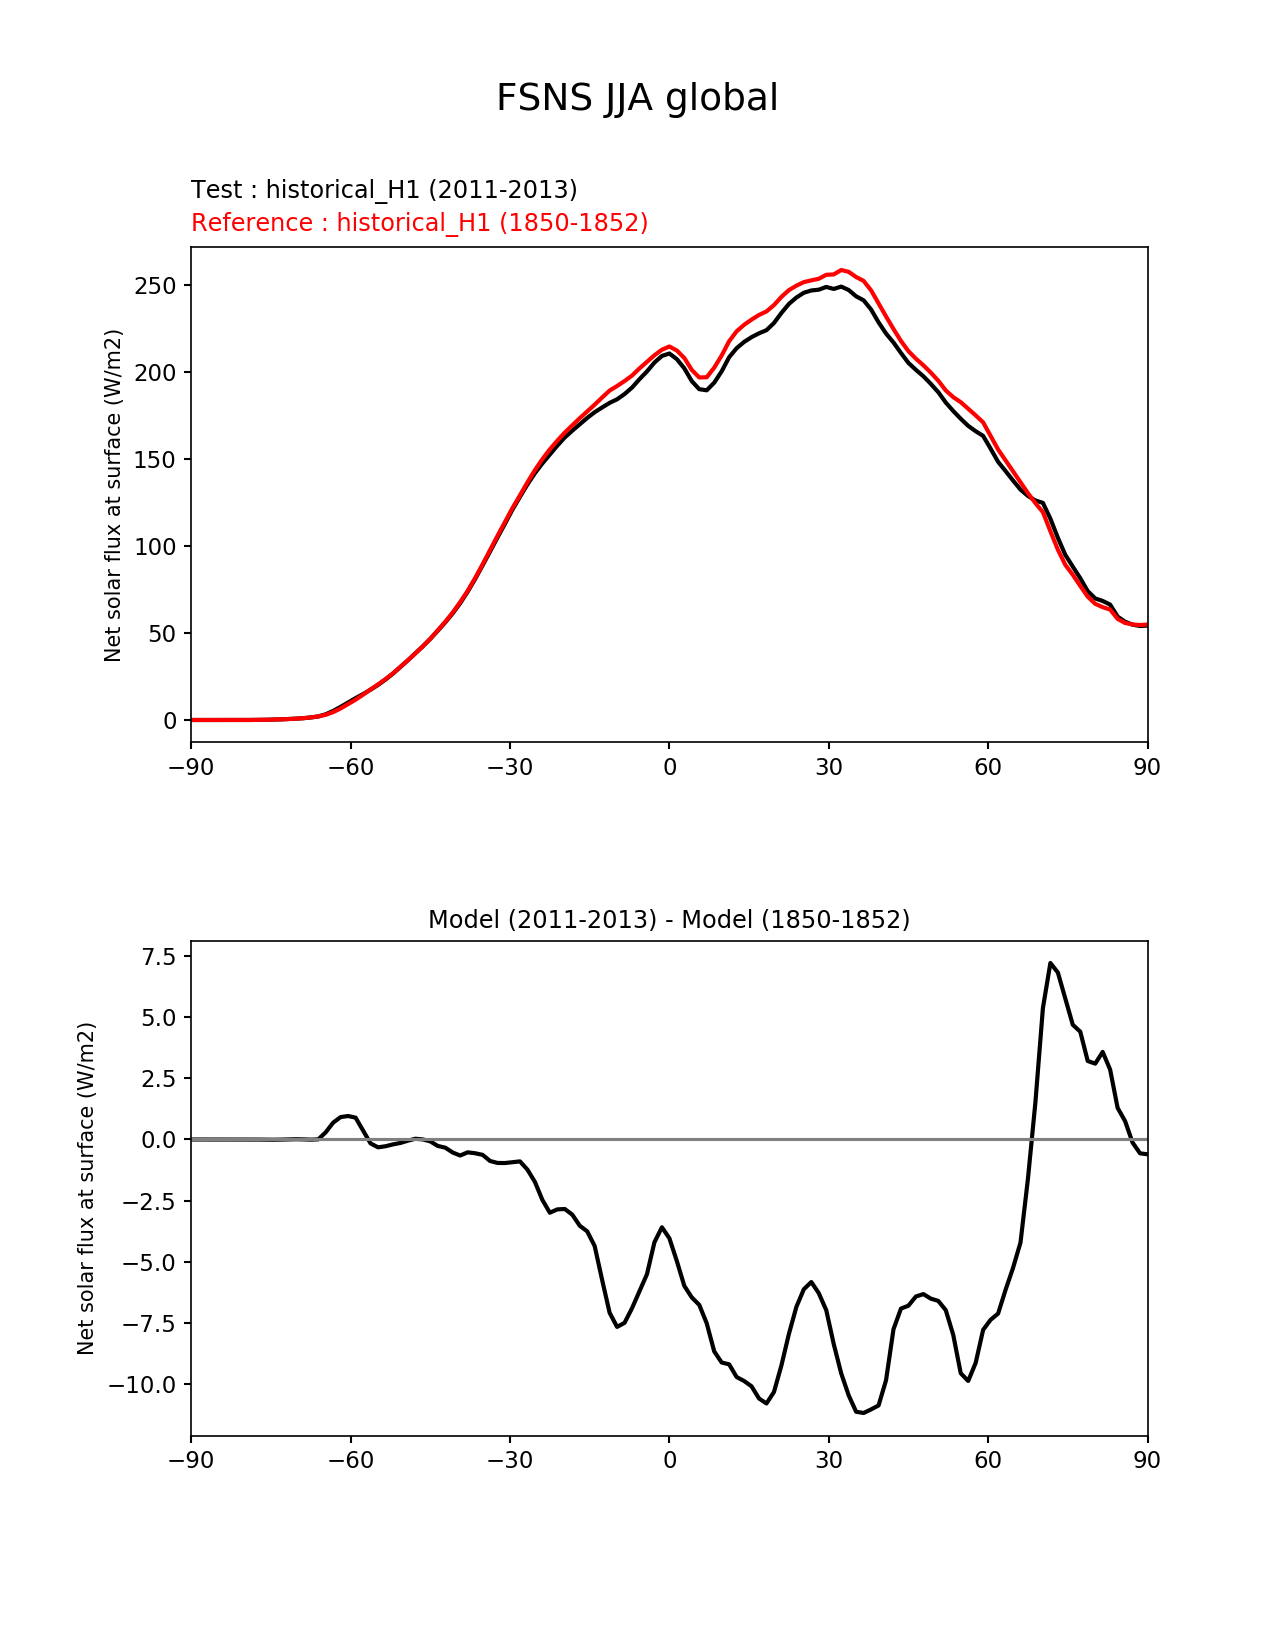 FSNS JJA global
Test : historical_H1 (2011-2013)
Reference : historical_H1 (1850-1852)
Net solar flux at surface (W/m2)
250
200
150
100
50
0
−90 −60 −30 0 30 60 90
Model (2011-2013) - Model (1850-1852)
Net solar flux at surface (W/m2)
7.5
5.0
2.5
0.0
−2.5
−5.0
−7.5
−10.0
−90 −60 −30 0 30 60 90